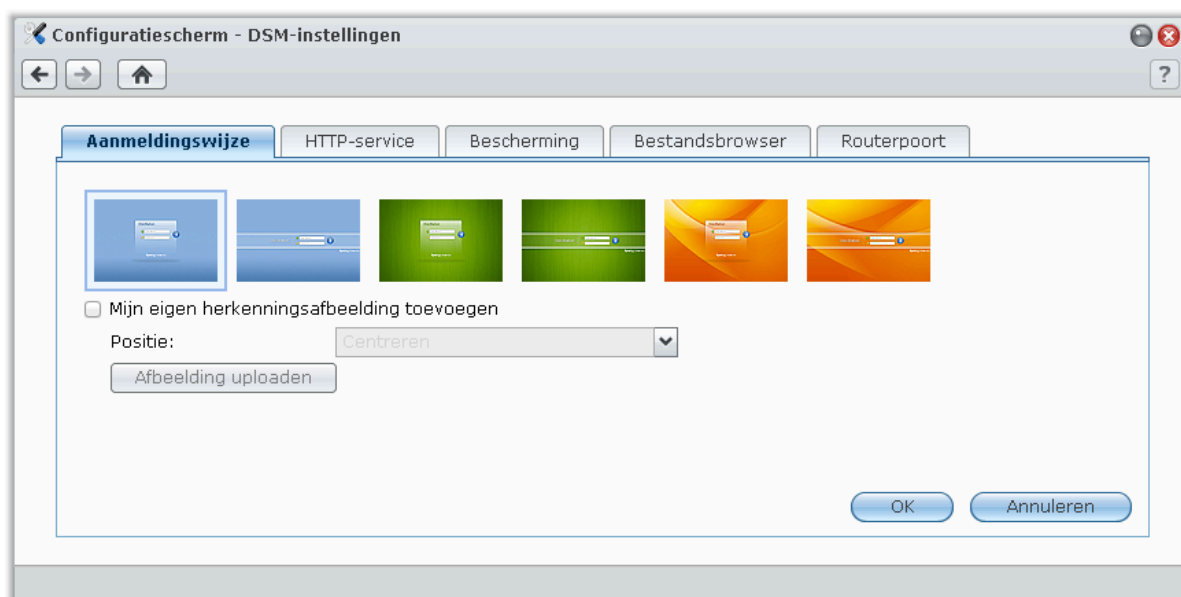 Configuratiescherm - DSM-instellingen
?
Aanmeldingswijze HTTP-service Bescherming Bestandsbrowser Routerpoort
Mijn eigen herkenningsafbeelding toevoegen
Positie: Centreren
Afbeelding uploaden
OK Annuleren